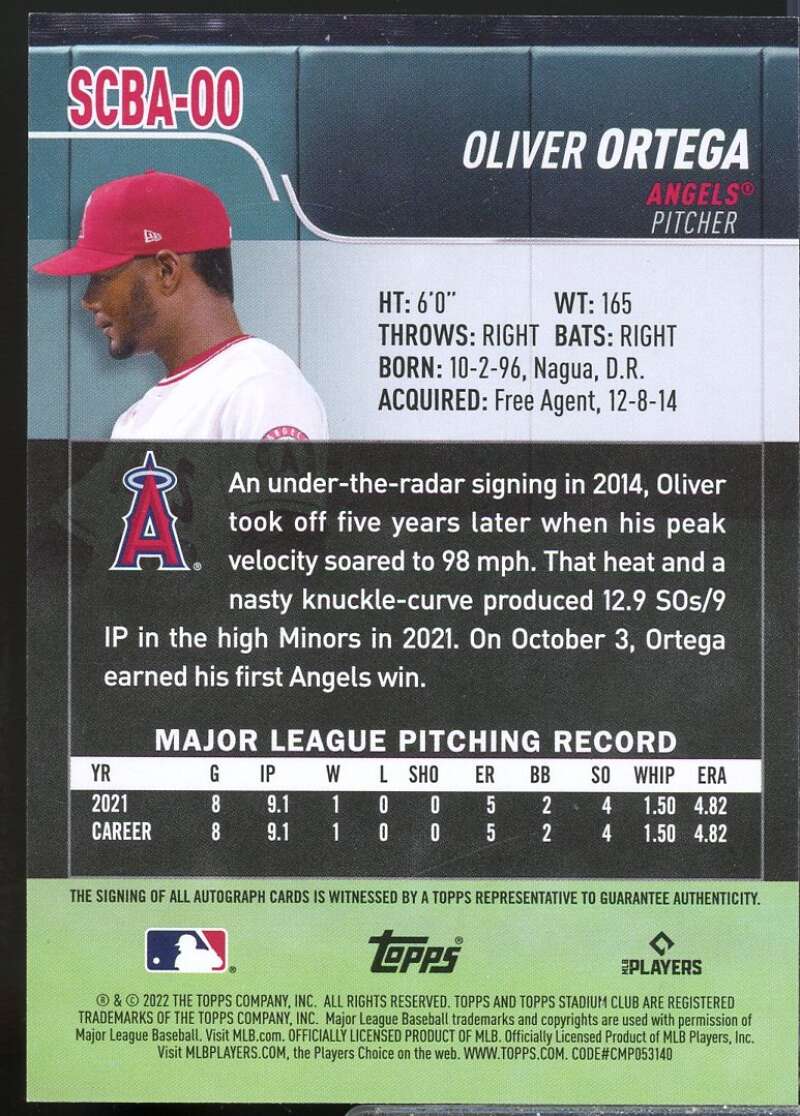 SCBA-OO
OLIVER ORTEGA
ANGELS®
PITCHER
HT: 6'0" WT: 165
THROWS: RIGHT BATS: RIGHT
BORN: 10-2-96, Nagua, D.R.
ACQUIRED: Free Agent, 12-8-14
A®
An under-the-radar signing in 2014, Oliver
took off five years later when his peak
velocity soared to 98 mph. That heat and a
nasty knuckle-curve produced 12.9 SOs/9
IP in the high Minors in 2021. On October 3, Ortega
earned his first Angels win.
MAJOR LEAGUE PITCHING RECORD
YR G IP W L SHO ER BB SO WHIP ERA
2021 8 9.1 1 0 0 5 2 4 1.50 4.82
CAREER 8 9.1 1 0 0 5 2 4 1.50 4.82
THE SIGNING OF ALL AUTOGRAPH CARDS IS WITNESSED BY A TOPPS REPRESENTATIVE TO GUARANTEE AUTHENTICITY.
® topps® MLB PLAYERS
® & © 2022 THE TOPPS COMPANY, INC. ALL RIGHTS RESERVED. TOPPS AND TOPPS STADIUM CLUB ARE REGISTERED
TRADEMARKS OF THE TOPPS COMPANY, INC. Major League Baseball trademarks and copyrights are used with permission of
Major League Baseball. Visit MLB.com. OFFICIALLY LICENSED PRODUCT OF MLB. Officially Licensed Product of MLB Players, Inc.
Visit MLBPLAYERS.COM, the Players Choice on the web. WWW.TOPPS.COM. CODE#CMP053140